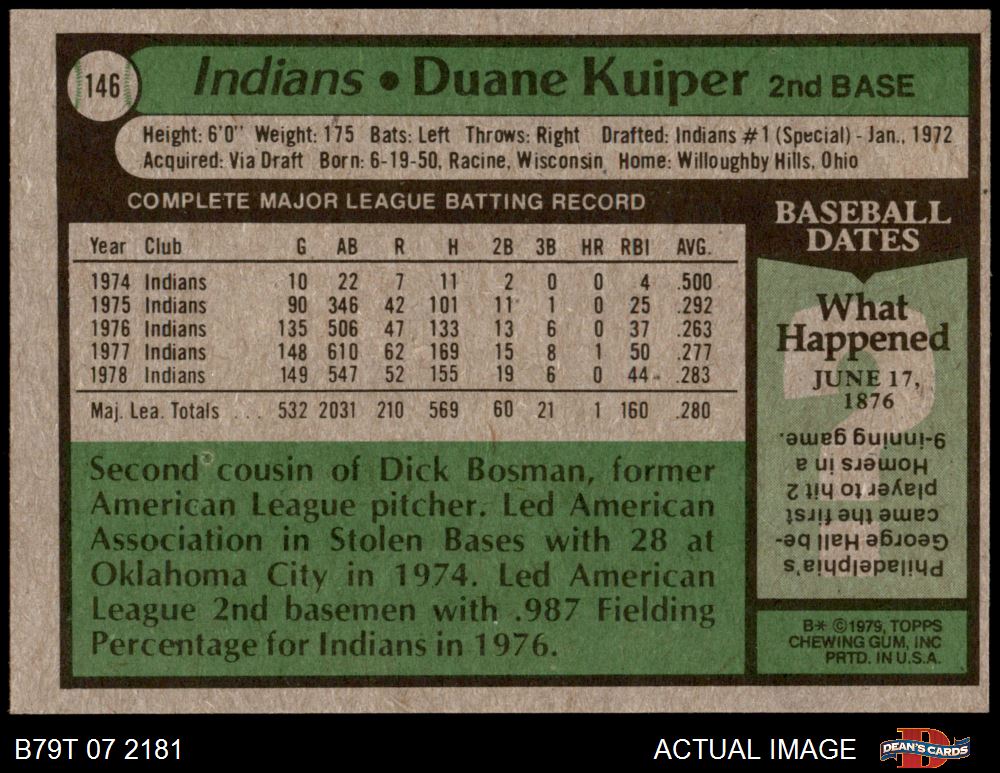 146
Indians • Duane Kuiper 2nd BASE
Height: 6'0" Weight: 175 Bats: Left Throws: Right Drafted: Indians #1 (Special) - Jan., 1972
Acquired: Via Draft Born: 6-19-50, Racine, Wisconsin Home: Willoughby Hills, Ohio
COMPLETE MAJOR LEAGUE BATTING RECORD
Year Club G AB R H 2B 3B HR RBI AVG.
1974 Indians 10 22 7 11 2 0 0 4 .500
1975 Indians 90 346 42 101 11 1 0 25 .292
1976 Indians 135 506 47 133 13 6 0 37 .263
1977 Indians 148 610 62 169 15 8 1 50 .277
1978 Indians 149 547 52 155 19 6 0 44 .283
Maj. Lea. Totals ... 532 2031 210 569 60 21 1 160 .280
Second cousin of Dick Bosman, former
American League pitcher. Led American
Association in Stolen Bases with 28 at
Oklahoma City in 1974. Led American
League 2nd basemen with .987 Fielding
Percentage for Indians in 1976.
BASEBALL
DATES
What
Happened
JUNE 17,
1876
Philadelphia's
George Hall be-
came the first
player to hit 2
Homers in a
9-inning game.
B* ©1979, TOPPS
CHEWING GUM, INC
PRTD. IN U.S.A.
B79T 07 2181
ACTUAL IMAGE
DEAN'S CARDS